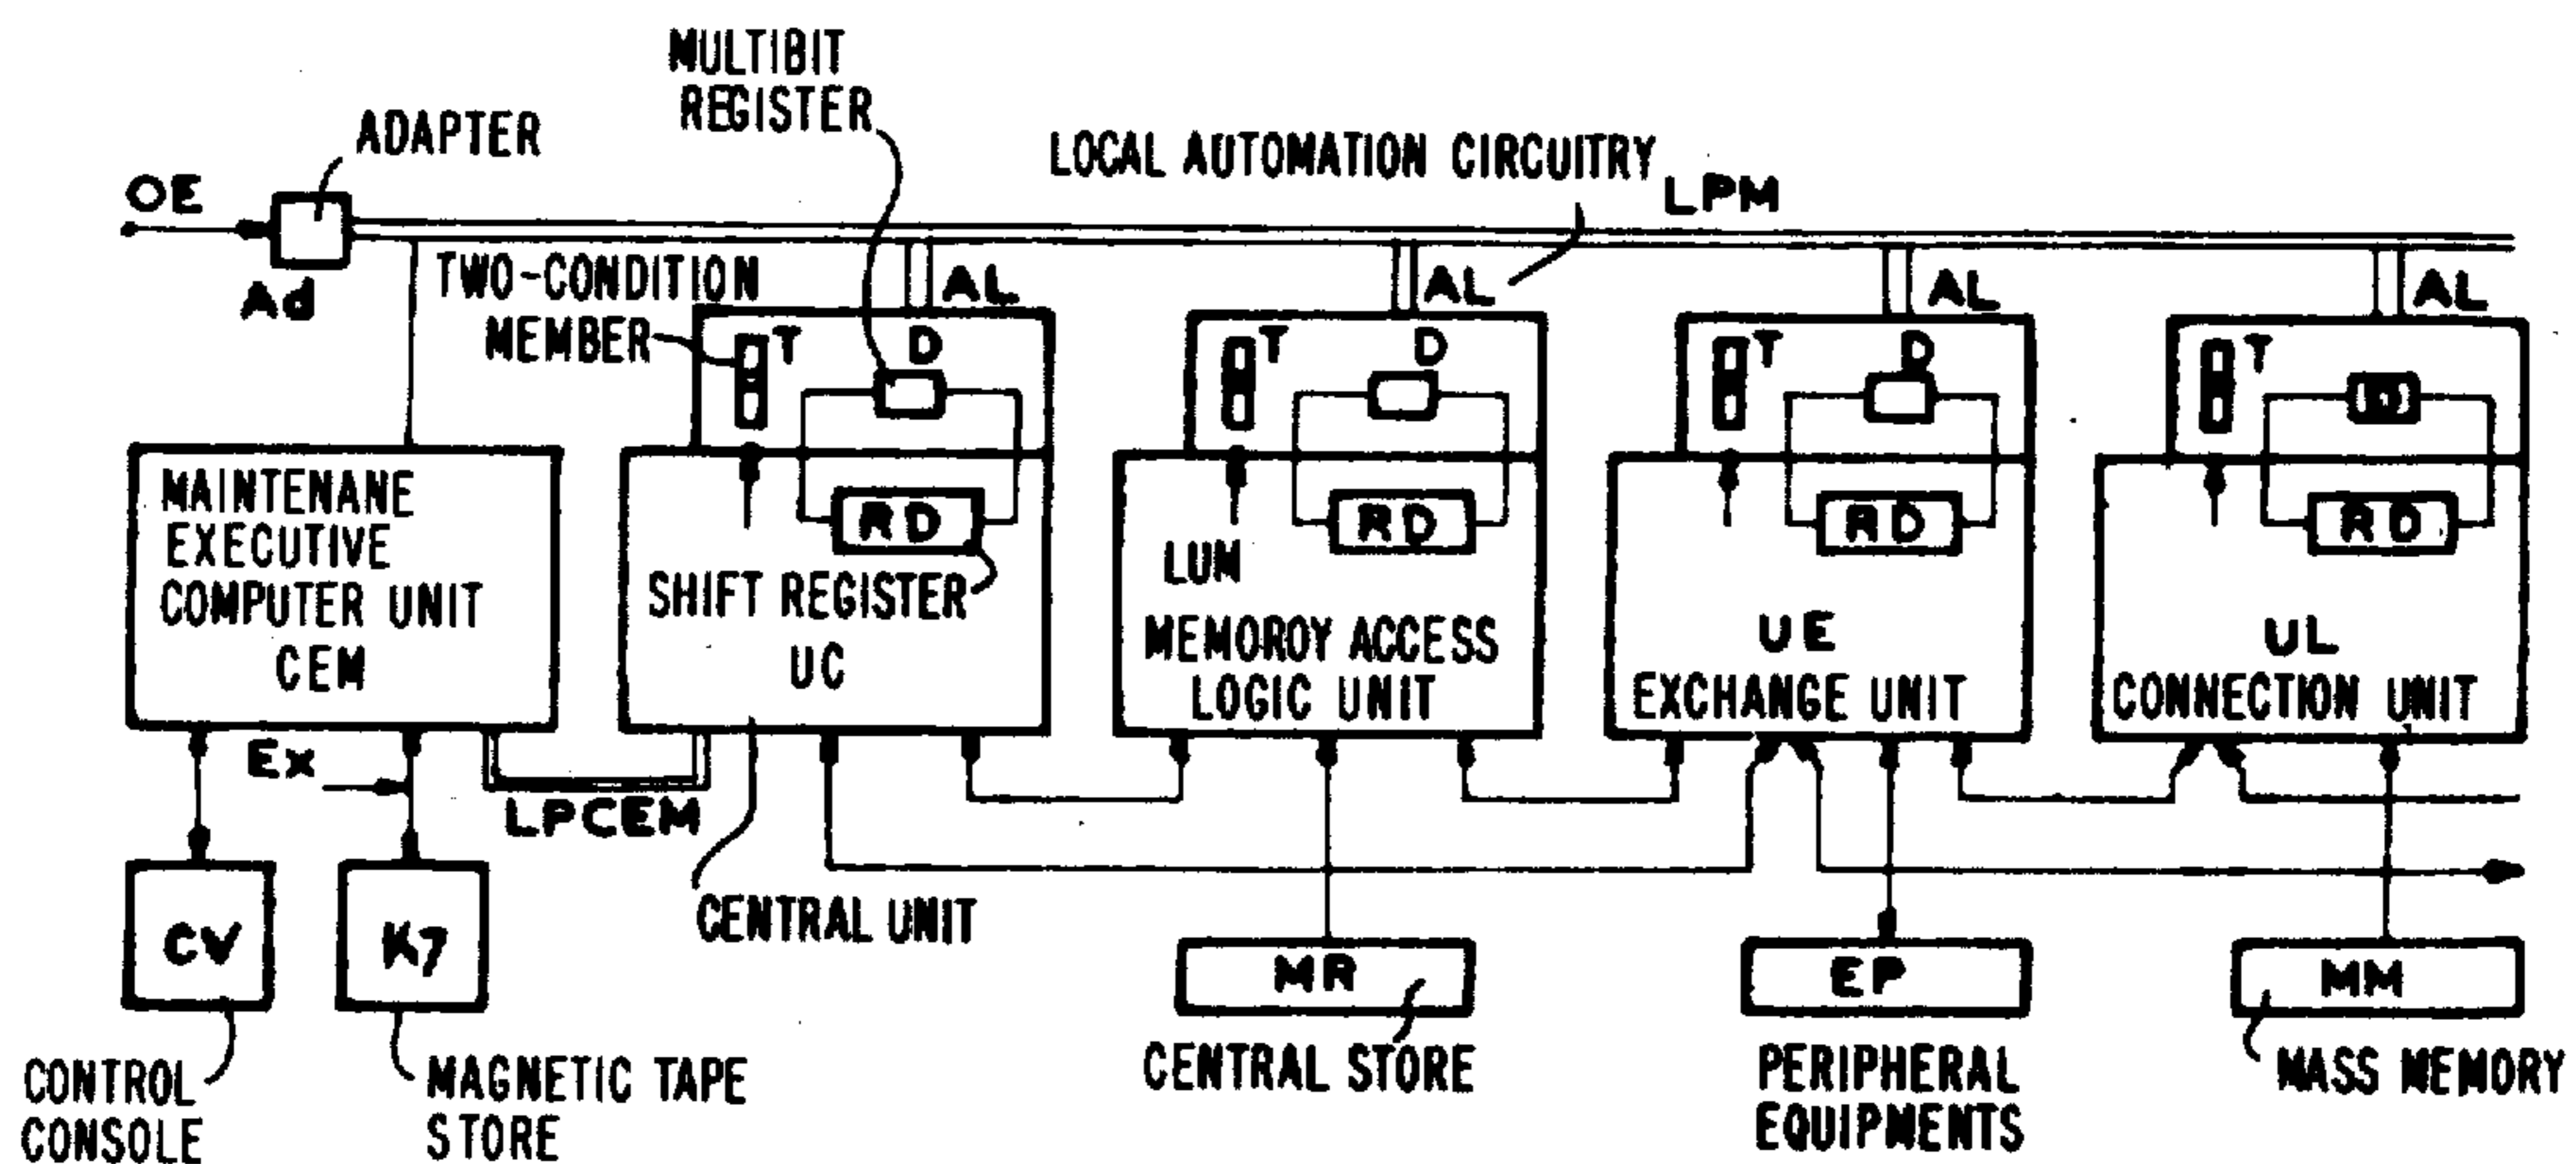 MULTIBIT
REGISTER
ADAPTER
LOCAL AUTOMATION CIRCUITRY
LPM
OE
Ad
TWO-CONDITION
MEMBER
AL
AL
AL
AL
T
D
T
D
T
D
T
D
MAINTENANE
EXECUTIVE
COMPUTER UNIT
CEM
RD
SHIFT REGISTER
UC
RD
LUM
MEMOROY ACCESS
LOGIC UNIT
RD
UE
EXCHANGE UNIT
RD
UL
CONNECTION UNIT
Ex
LPCEM
CV
K7
CENTRAL UNIT
MR
EP
MM
CONTROL
CONSOLE
MAGNETIC TAPE
STORE
CENTRAL STORE
PERIPHERAL
EQUIPMENTS
MASS MEMORY